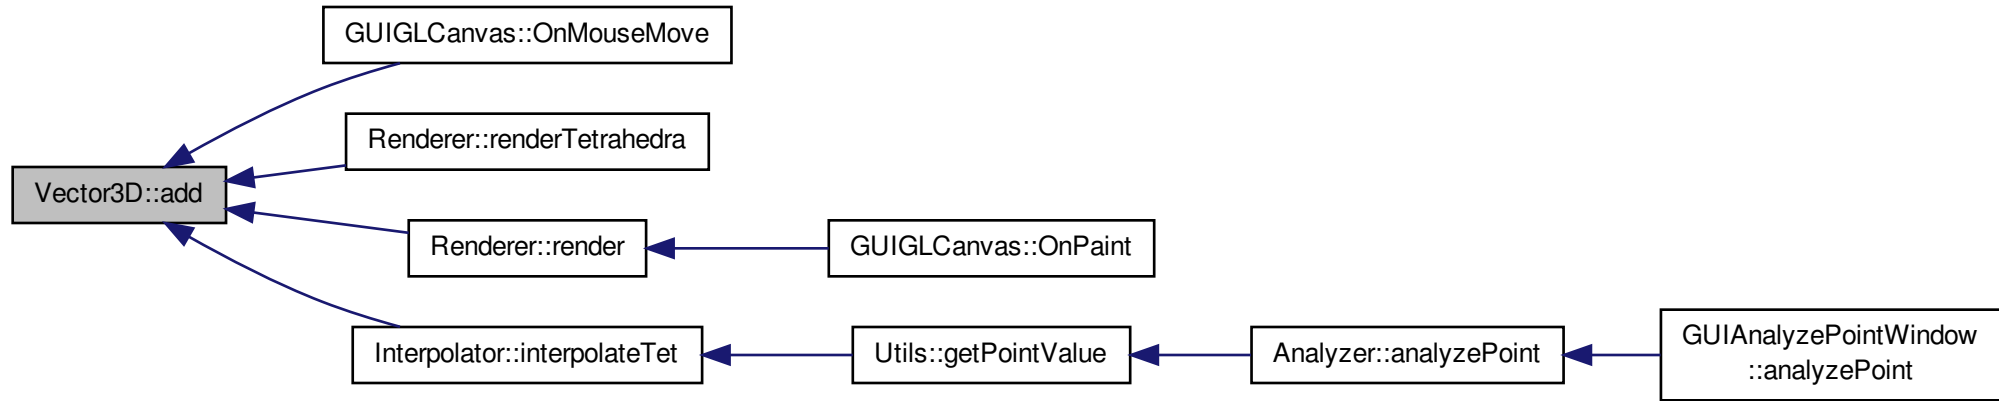 GUIGLCanvas::OnMouseMove
Renderer::renderTetrahedra
Vector3D::add
Renderer::render
GUIGLCanvas::OnPaint
Interpolator::interpolateTet
Utils::getPointValue
Analyzer::analyzePoint
GUIAnalyzePointWindow
::analyzePoint